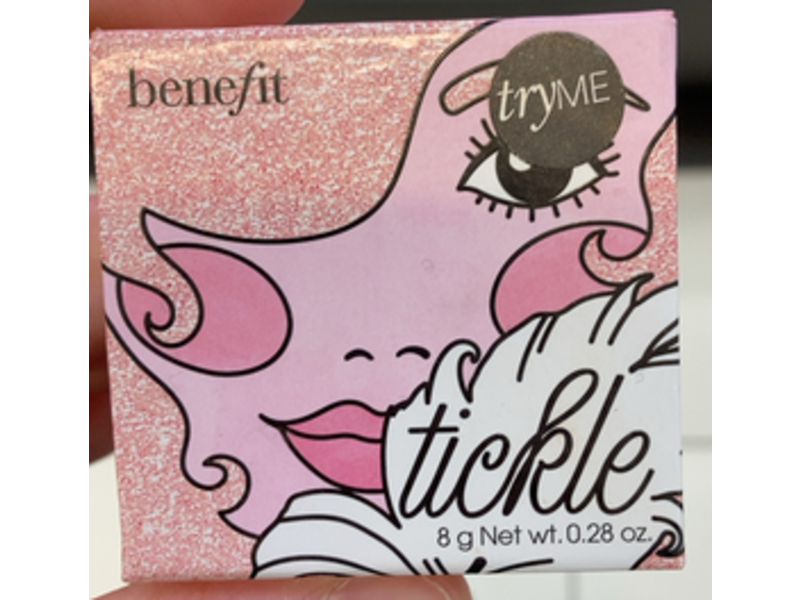 benefit
tryME
tickle
8 g Net wt. 0.28 oz.